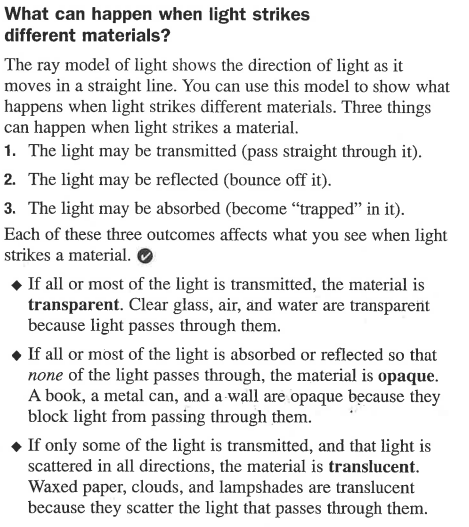 What can happen when light strikes
different materials?
The ray model of light shows the direction of light as it
moves in a straight line. You can use this model to show what
happens when light strikes different materials. Three things
can happen when light strikes a material.
1. The light may be transmitted (pass straight through it).
2. The light may be reflected (bounce off it).
3. The light may be absorbed (become “trapped” in it).
Each of these three outcomes affects what you see when light
strikes a material. ✔
◆ If all or most of the light is transmitted, the material is
transparent. Clear glass, air, and water are transparent
because light passes through them.
◆ If all or most of the light is absorbed or reflected so that
none of the light passes through, the material is opaque.
A book, a metal can, and a wall are opaque because they
block light from passing through them.
◆ If only some of the light is transmitted, and that light is
scattered in all directions, the material is translucent.
Waxed paper, clouds, and lampshades are translucent
because they scatter the light that passes through them.